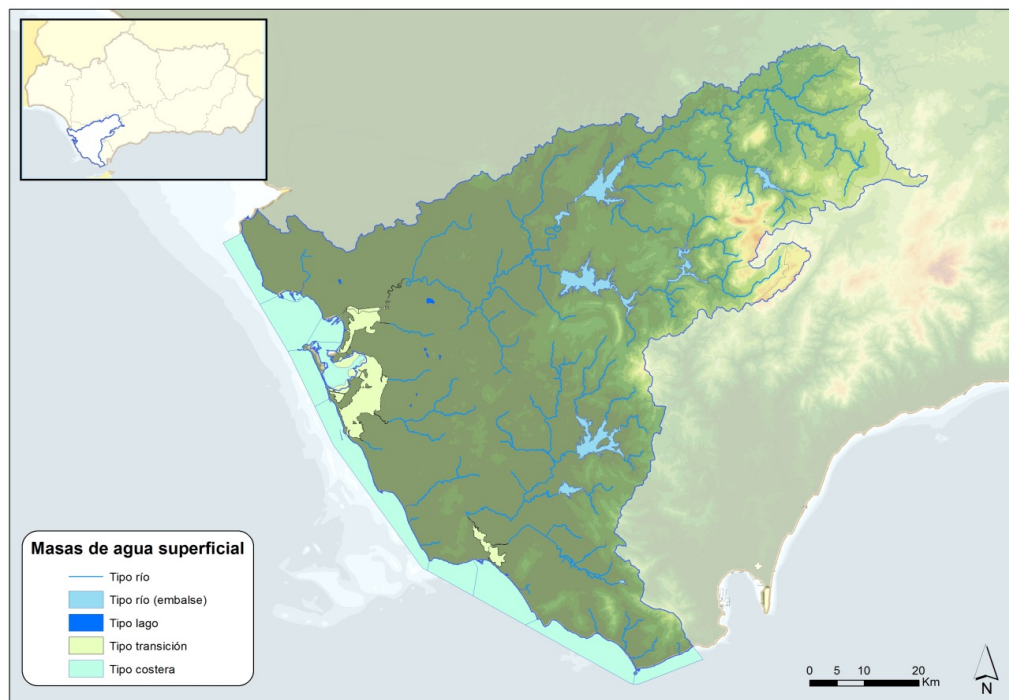 Masas de agua superficial
Tipo río
Tipo río (embalse)
Tipo lago
Tipo transición
Tipo costera
0 5 10 20
Km
N